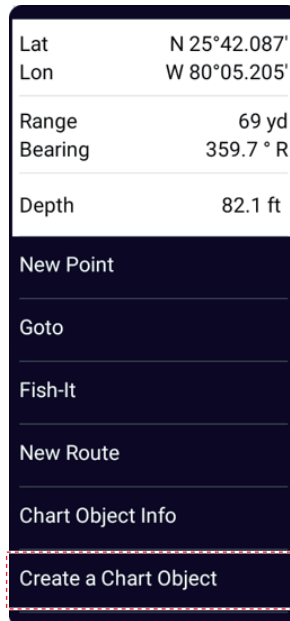 Lat N 25°42.087'
Lon W 80°05.205'
Range 69 yd
Bearing 359.7 ° R
Depth 82.1 ft
New Point
Goto
Fish-It
New Route
Chart Object Info
Create a Chart Object